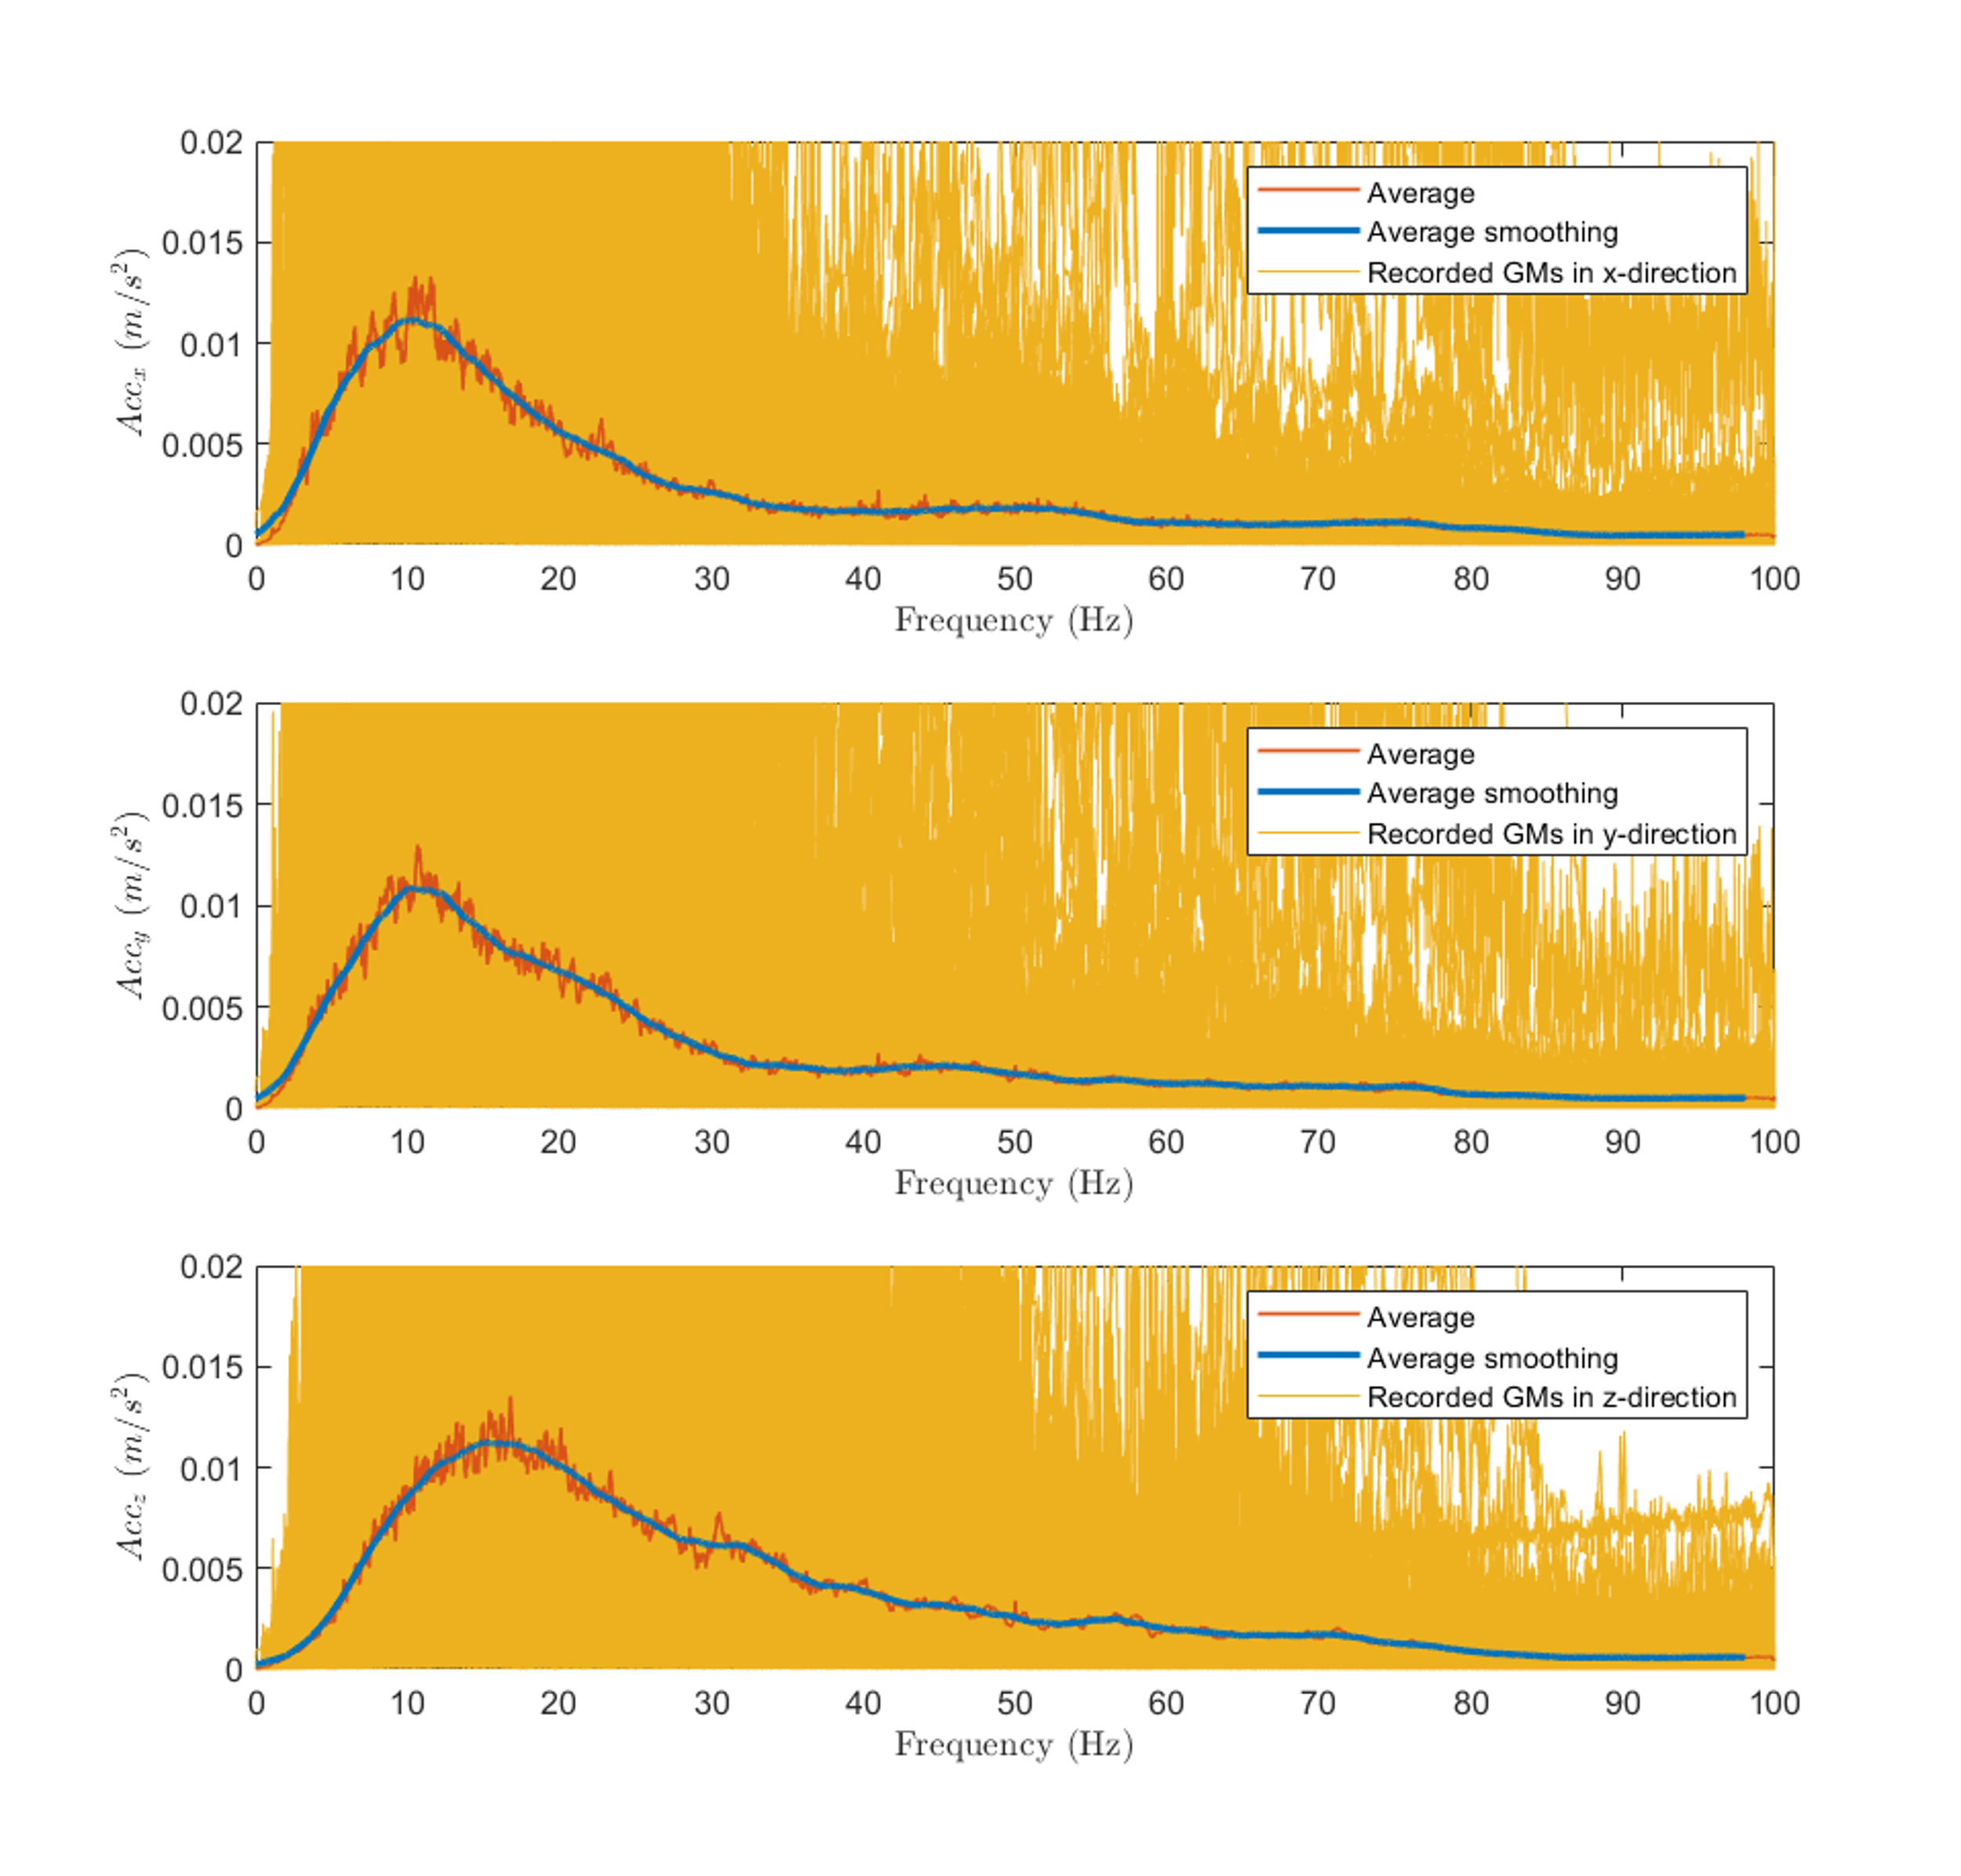 0.02
0.015
0.01
0.005
0
Acc_x (m/s²)
Average
Average smoothing
Recorded GMs in x-direction
0 10 20 30 40 50 60 70 80 90 100
Frequency (Hz)
0.02
0.015
0.01
0.005
0
Acc_y (m/s²)
Average
Average smoothing
Recorded GMs in y-direction
0 10 20 30 40 50 60 70 80 90 100
Frequency (Hz)
0.02
0.015
0.01
0.005
0
Acc_z (m/s²)
Average
Average smoothing
Recorded GMs in z-direction
0 10 20 30 40 50 60 70 80 90 100
Frequency (Hz)